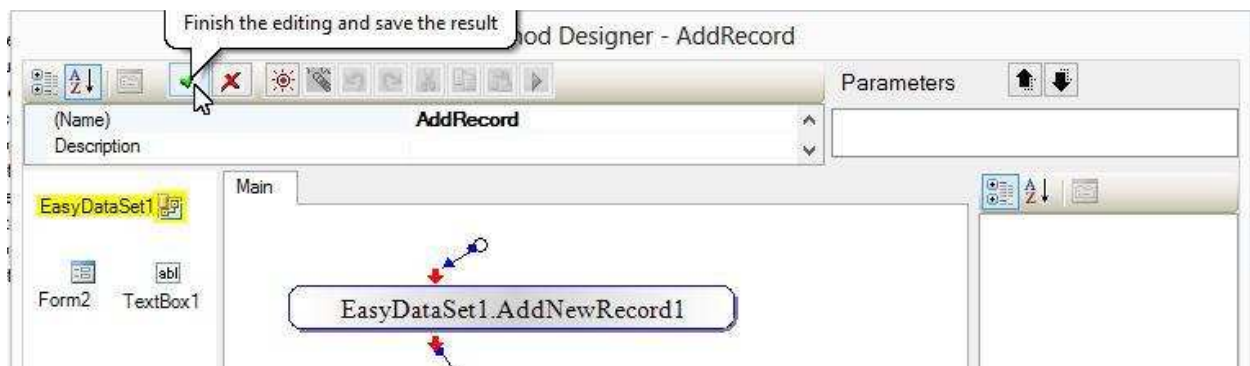 Finish the editing and save the result
hod Designer - AddRecord
Parameters
(Name) AddRecord
Description
Main
EasyDataSet1
abl
Form2 TextBox1
EasyDataSet1.AddNewRecord1